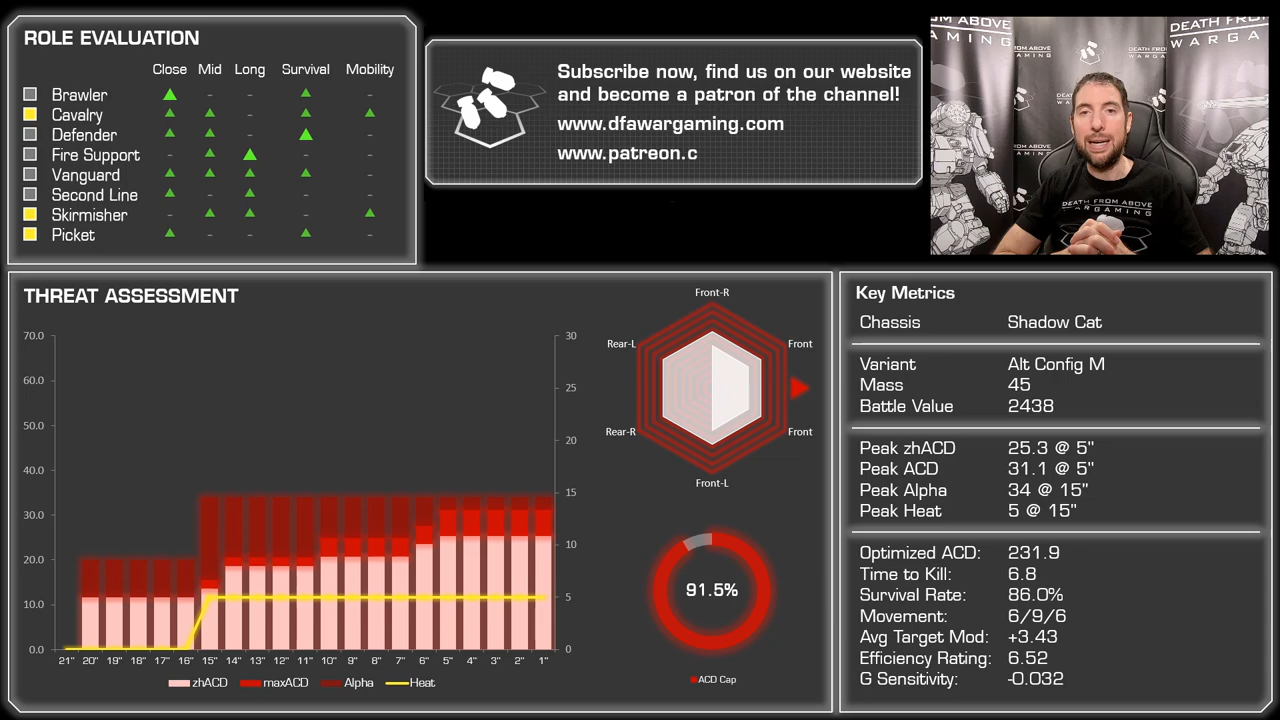 ROLE EVALUATION
Close Mid Long Survival Mobility
Brawler - - -
Cavalry -
Defender - -
Fire Support - - -
Vanguard -
Second Line - - -
Skirmisher - -
Picket - - -
Subscribe now, find us on our website
and become a patron of the channel!
www.dfawargaming.com
www.patreon.c
DEATH FROM ABOVE
WARGAMING
THREAT ASSESSMENT
70.0
60.0
50.0
40.0
30.0
20.0
10.0
0.0
30
25
20
15
10
5
0
21" 20" 19" 18" 17" 16" 15" 14" 13" 12" 11" 10" 9" 8" 7" 6" 5" 4" 3" 2" 1"
zhACD maxACD Alpha Heat
Front-R
Rear-L Front
Rear-R Front
Front-L
91.5%
ACD Cap
Key Metrics
Chassis Shadow Cat
Variant Alt Config M
Mass 45
Battle Value 2438
Peak zhACD 25.3 @ 5"
Peak ACD 31.1 @ 5"
Peak Alpha 34 @ 15"
Peak Heat 5 @ 15"
Optimized ACD: 231.9
Time to Kill: 6.8
Survival Rate: 86.0%
Movement: 6/9/6
Avg Target Mod: +3.43
Efficiency Rating: 6.52
G Sensitivity: -0.032